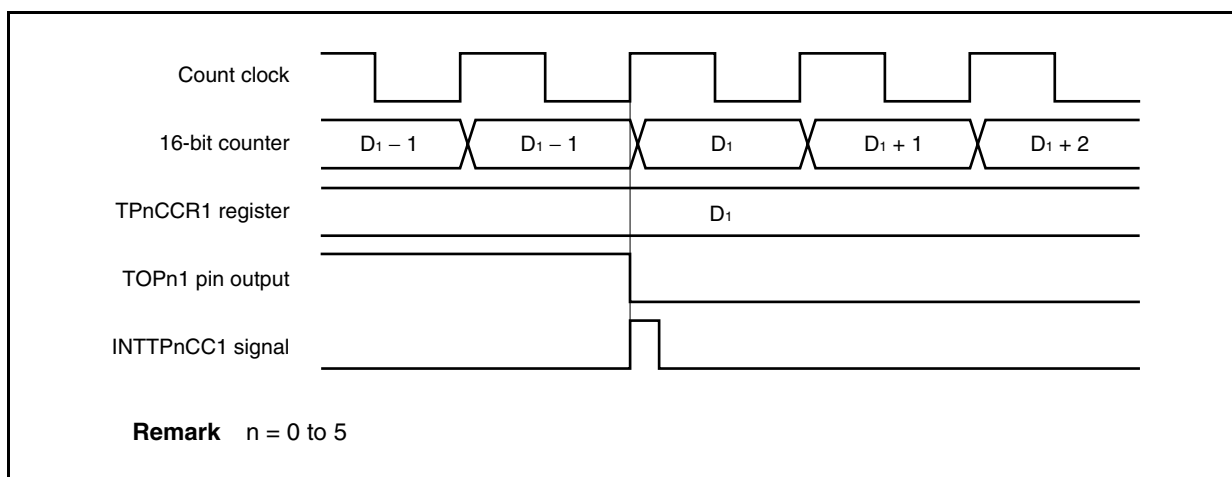 Count clock
16-bit counter D₁ – 1 D₁ – 1 D₁ D₁ + 1 D₁ + 2
TPnCCR1 register D₁
TOPn1 pin output
INTTPnCC1 signal
Remark n = 0 to 5